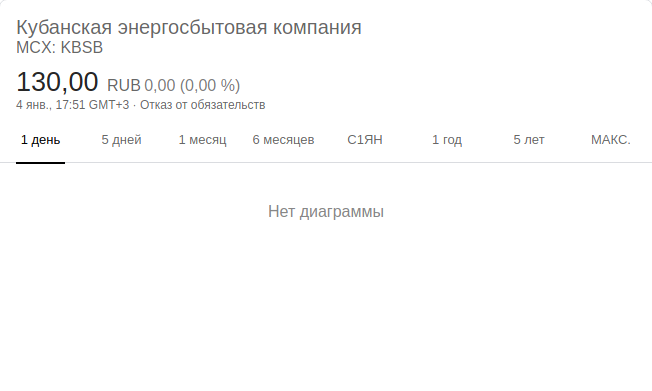 Кубанская энергосбытовая компания
MCX: KBSB
130,00 RUB 0,00 (0,00 %)
4 янв., 17:51 GMT+3 · Отказ от обязательств
1 день 5 дней 1 месяц 6 месяцев С1ЯН 1 год 5 лет МАКС.
Нет диаграммы